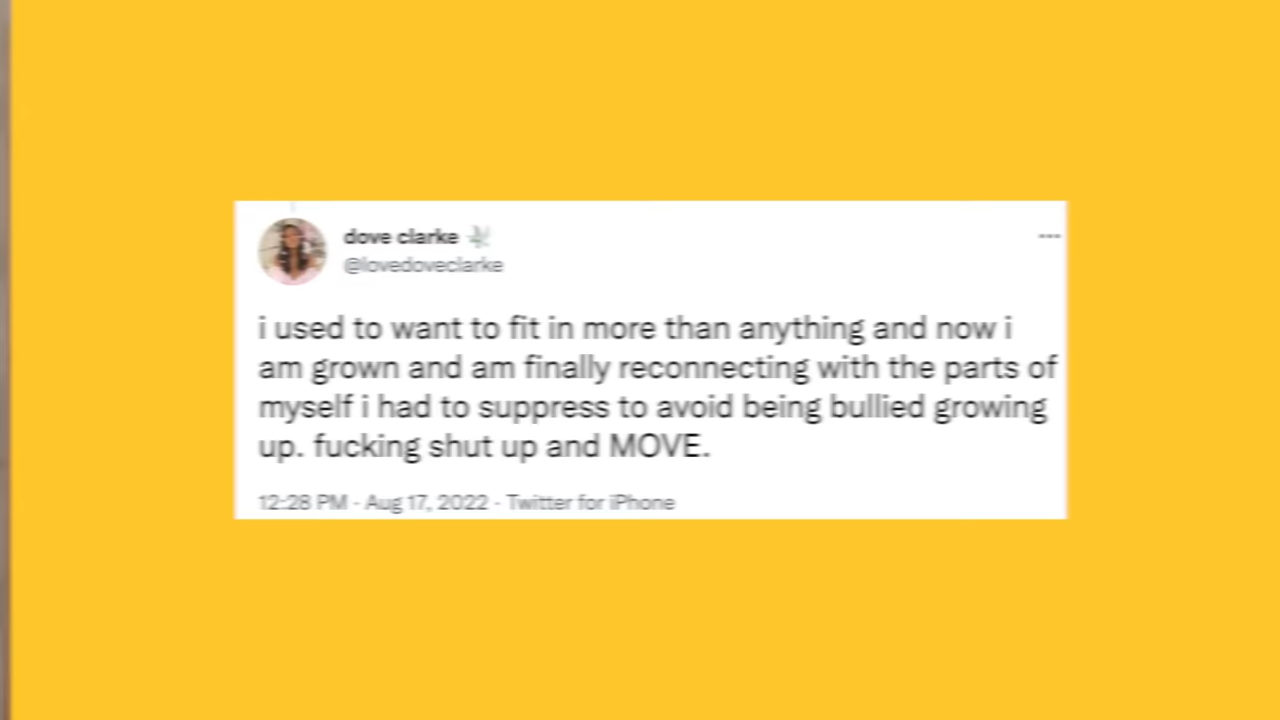 dove clarke 🕊
@lovedoveclarke
i used to want to fit in more than anything and now i
am grown and am finally reconnecting with the parts of
myself i had to suppress to avoid being bullied growing
up. fucking shut up and MOVE.
12:28 PM · Aug 17, 2022 · Twitter for iPhone